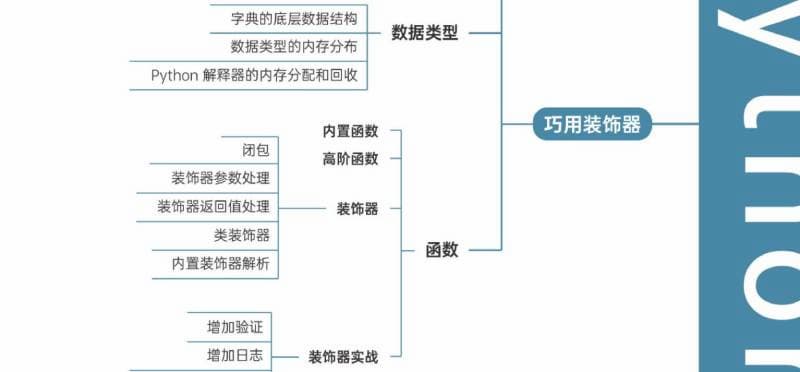 字典的底层数据结构
数据类型的内存分布
Python 解释器的内存分配和回收
数据类型
巧用装饰器
内置函数
高阶函数
闭包
装饰器参数处理
装饰器返回值处理
类装饰器
内置装饰器解析
装饰器
函数
增加验证
增加日志
装饰器实战
ython